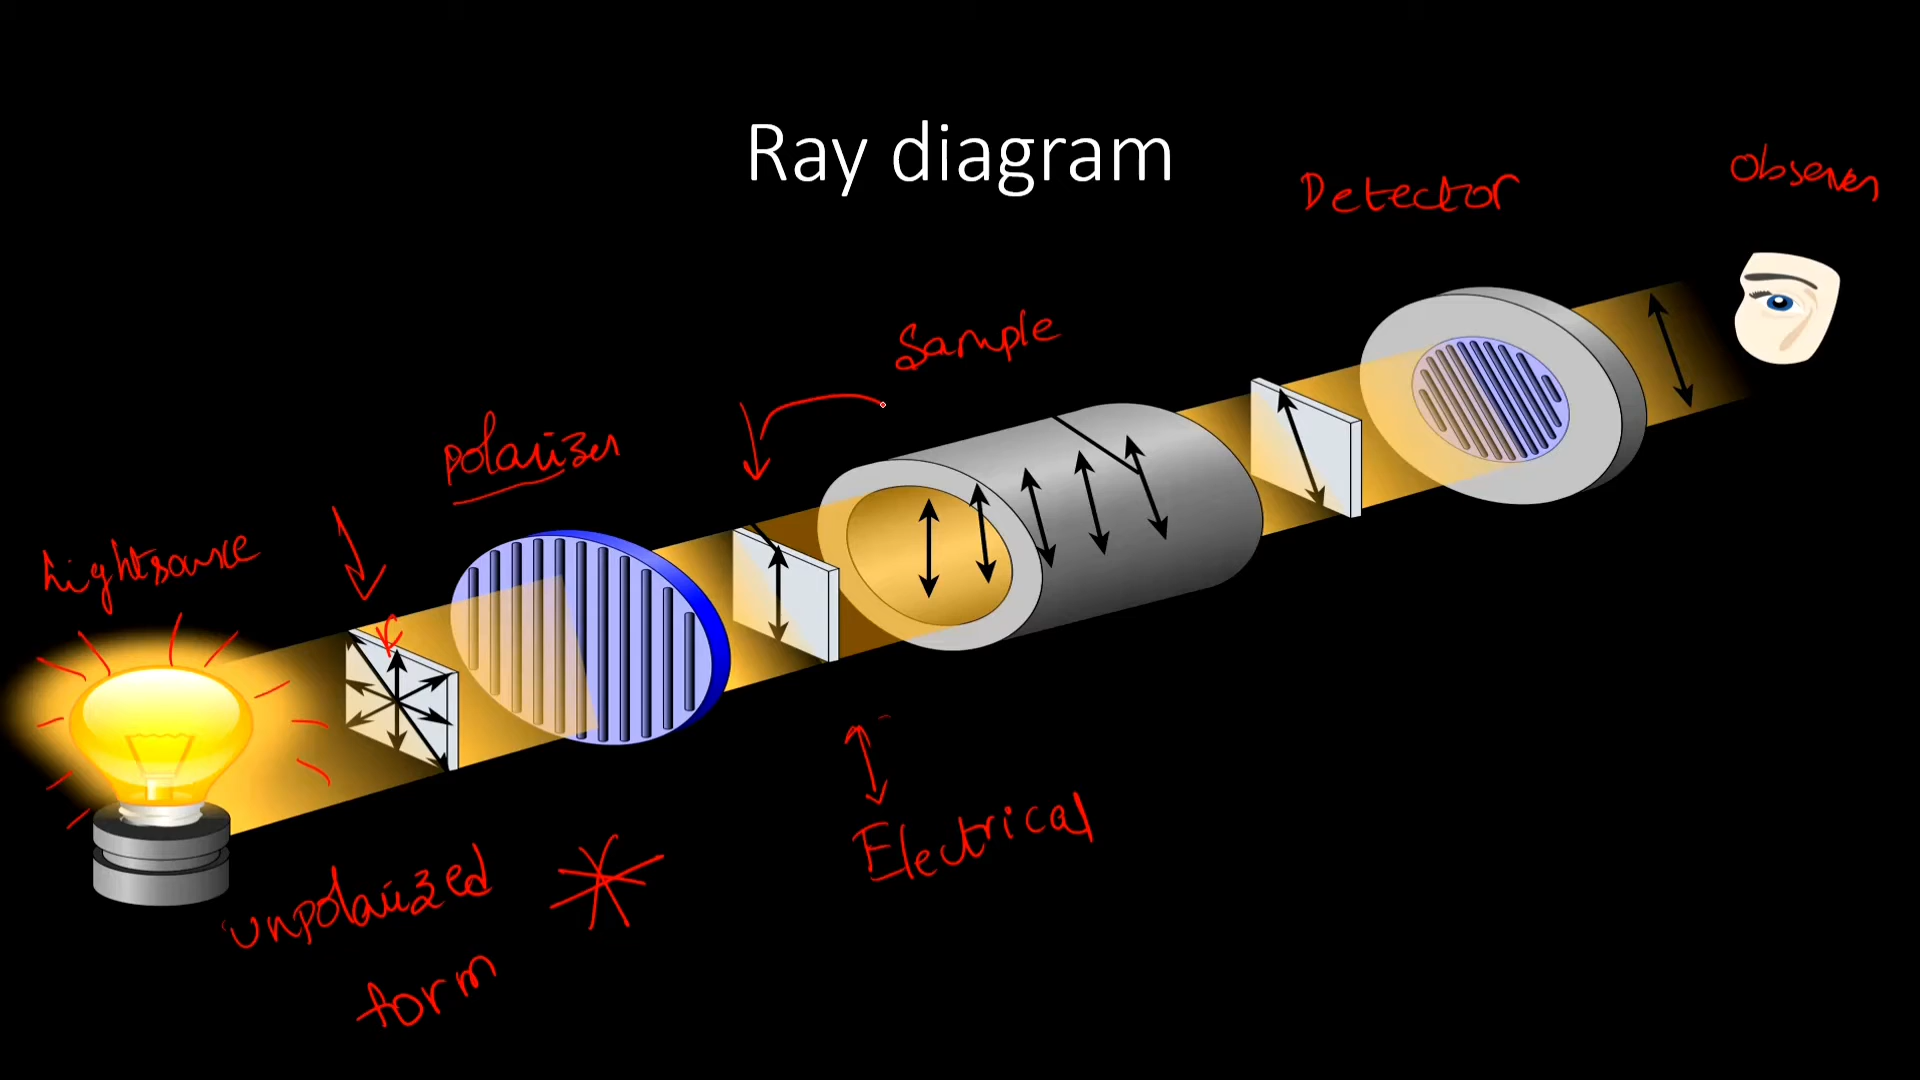 Ray diagram
Observer
Detector
Sample
polarizer
Lightsource
Electrical
unpolarized
form